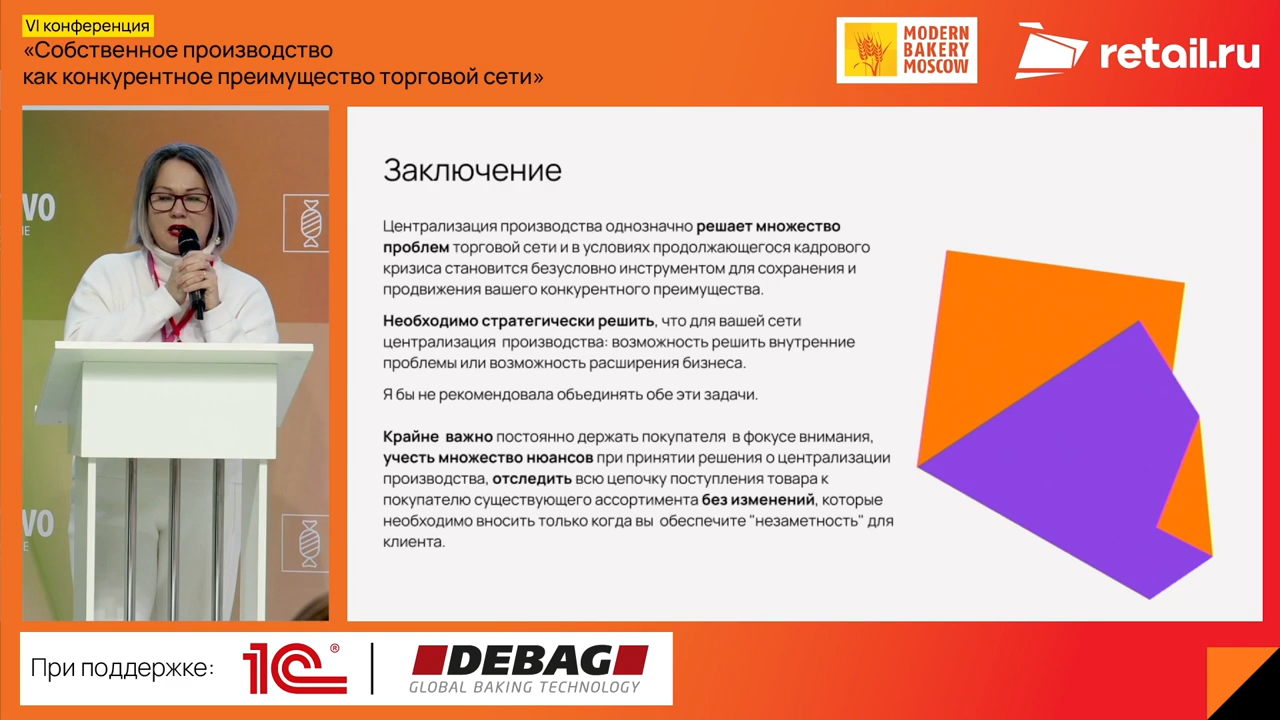 VI конференция
«Собственное производство
как конкурентное преимущество торговой сети»
MODERN
BAKERY
MOSCOW
retail.ru
VO
IE
VO
E
Заключение
Централизация производства однозначно решает множество
проблем торговой сети и в условиях продолжающегося кадрового
кризиса становится безусловно инструментом для сохранения и
продвижения вашего конкурентного преимущества.
Необходимо стратегически решить, что для вашей сети
централизация производства: возможность решить внутренние
проблемы или возможность расширения бизнеса.
Я бы не рекомендовала объединять обе эти задачи.
Крайне важно постоянно держать покупателя в фокусе внимания,
учесть множество нюансов при принятии решения о централизации
производства, отследить всю цепочку поступления товара к
покупателю существующего ассортимента без изменений, которые
необходимо вносить только когда вы обеспечите "незаметность" для
клиента.
При поддержке:
1С®
DEBAG
GLOBAL BAKING TECHNOLOGY